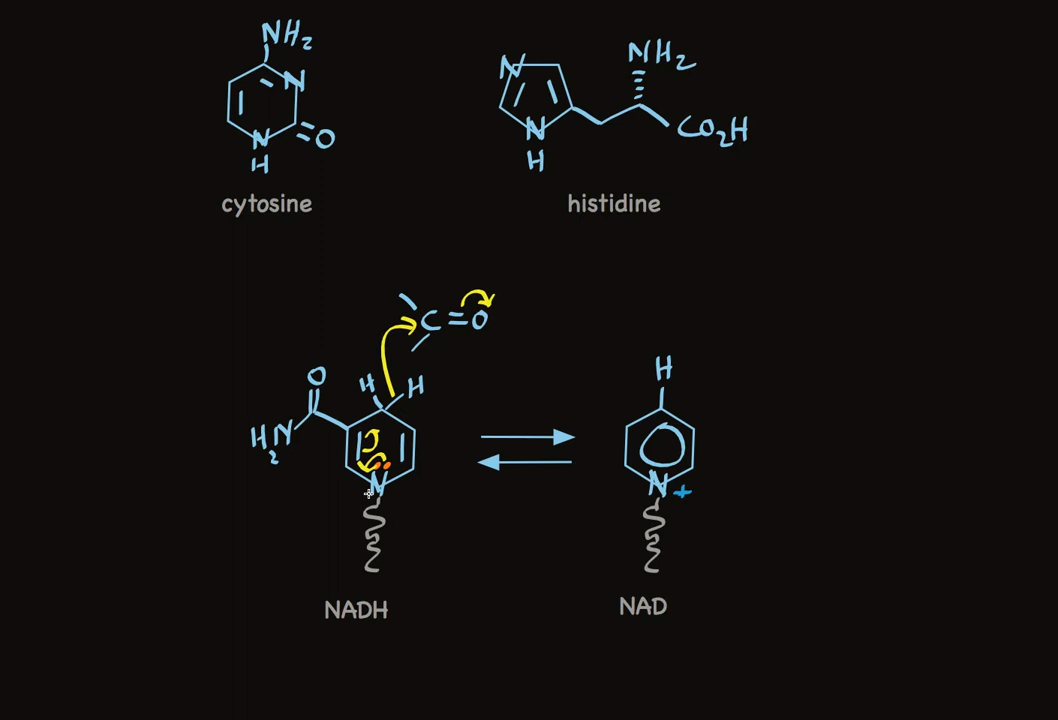 NH2
N
N
H
O
cytosine
N
N
H
NH2
CO2H
histidine
C=O
O
H
H
H2N
N
NADH
H
N
+
NAD